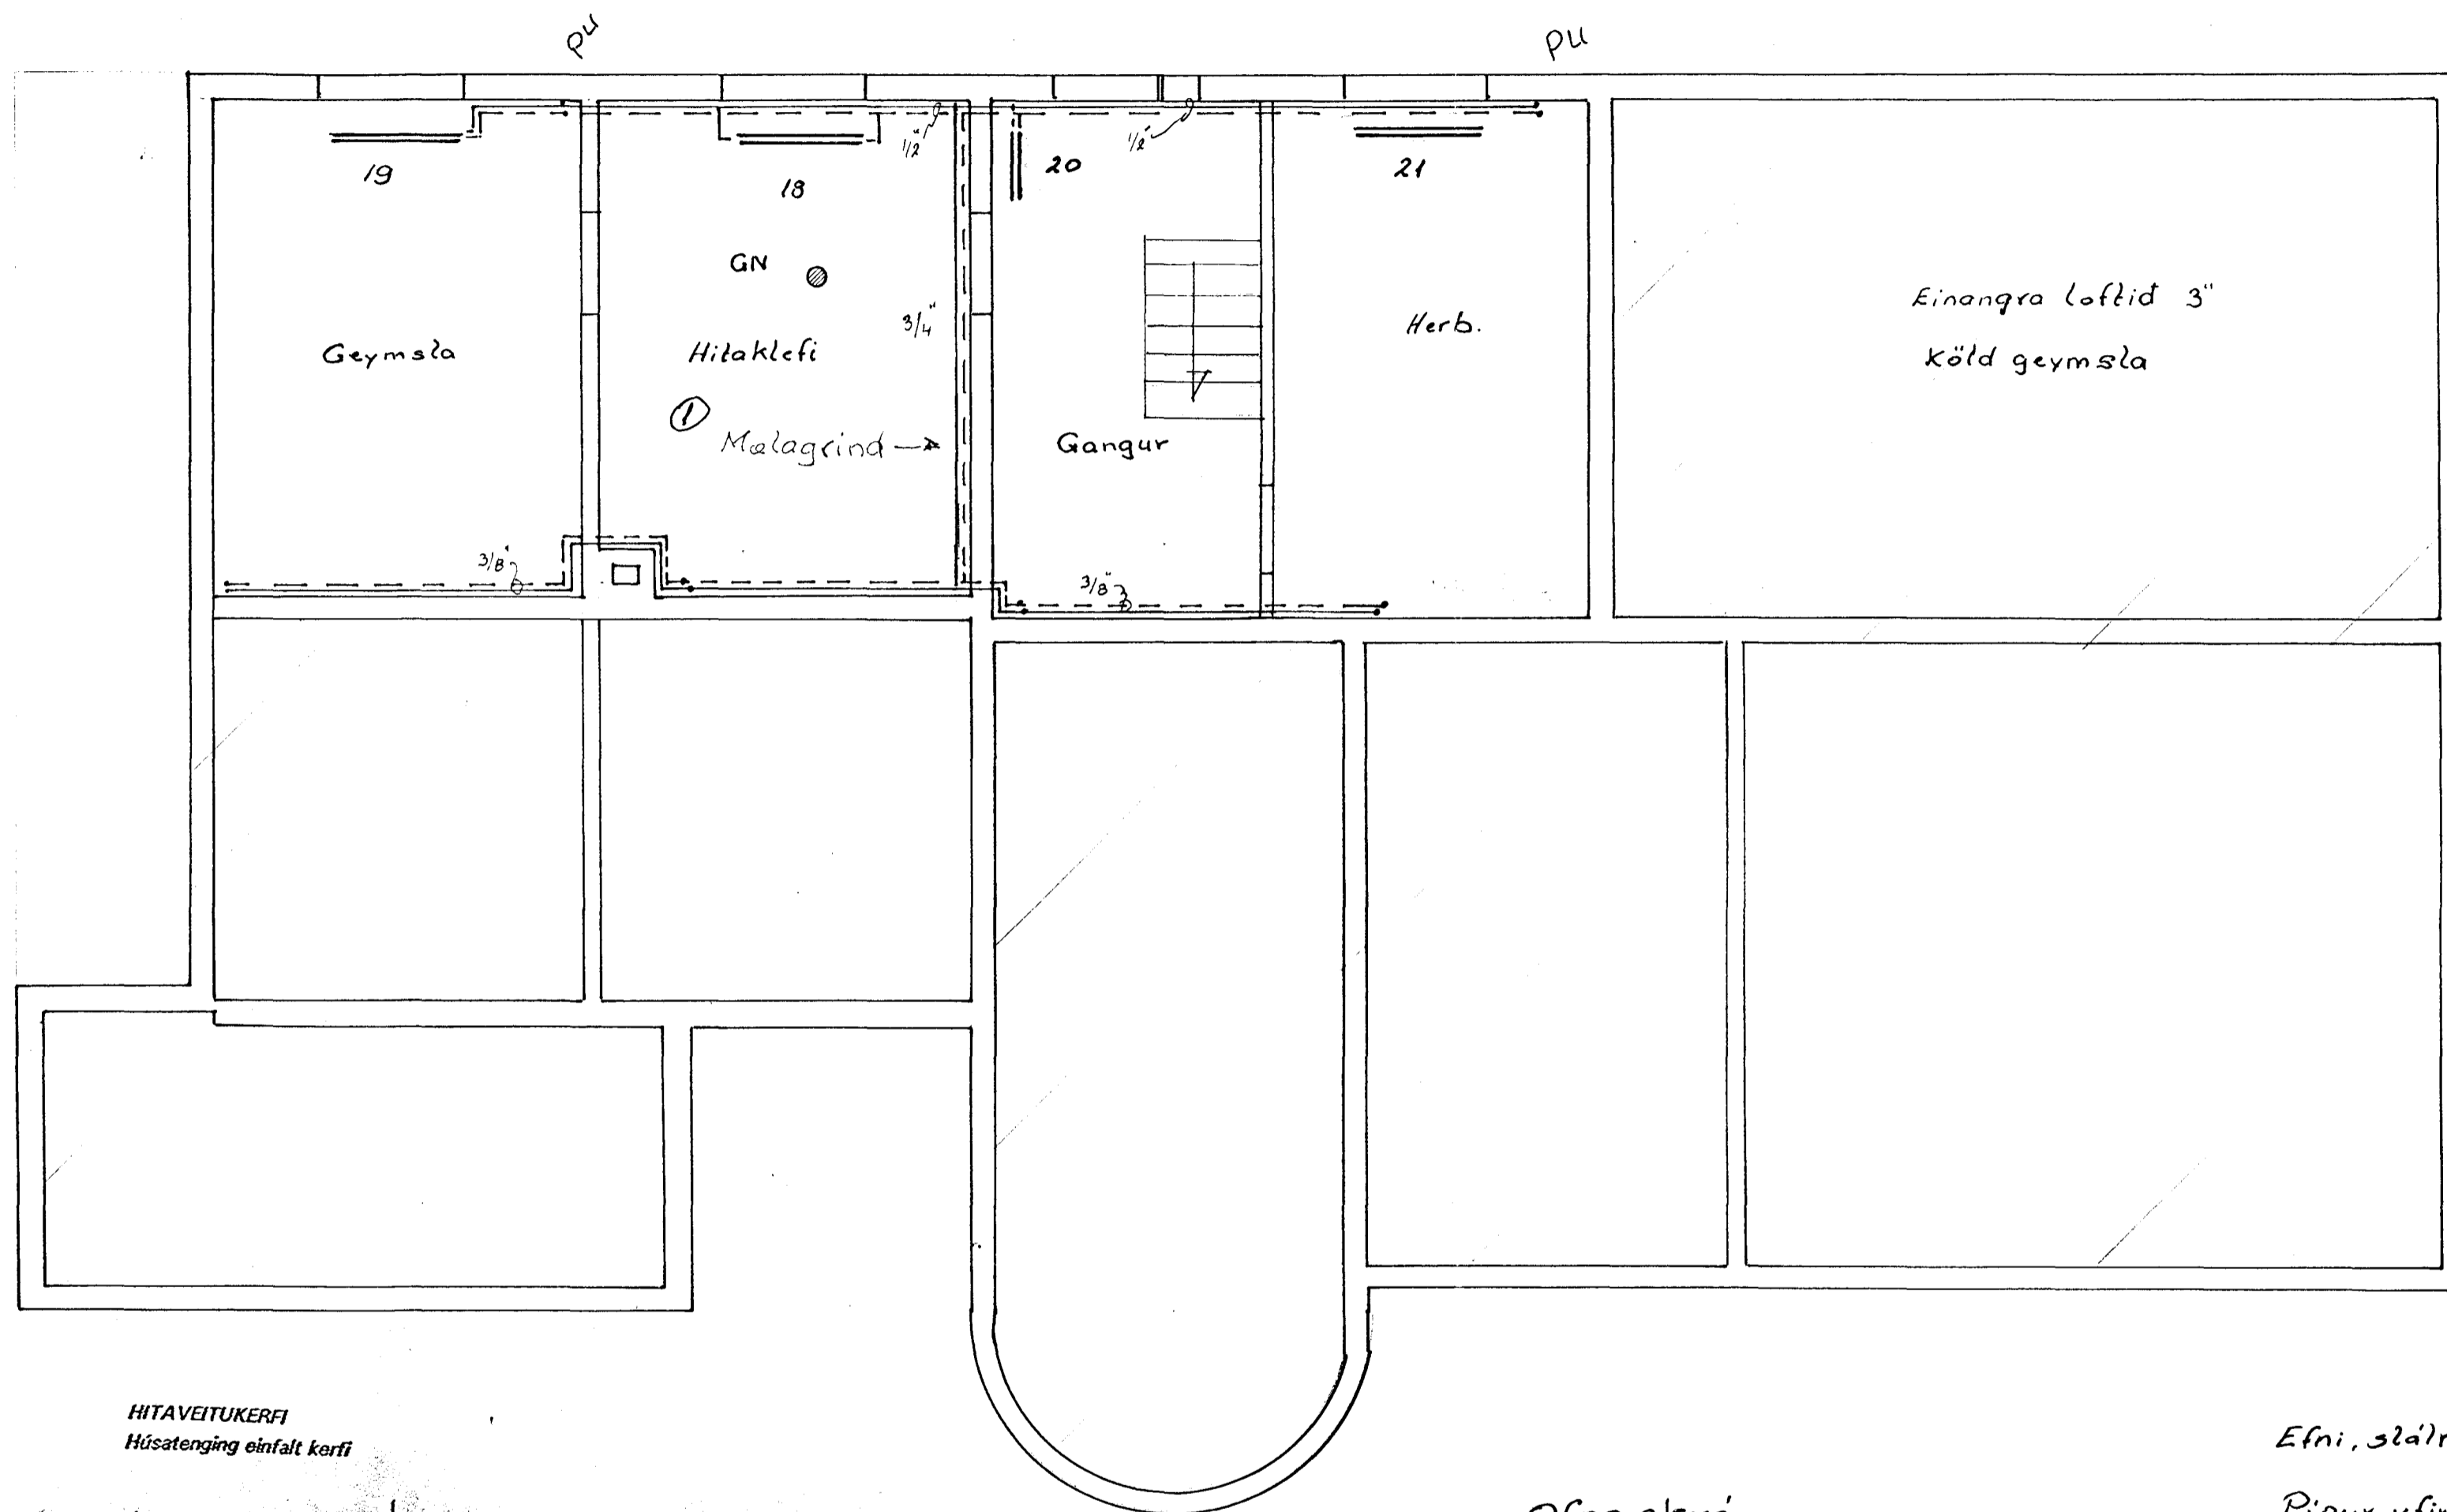 PU
PU
19
18
1/2"
20
1/2"
21
GN
3/4"
Geymsla
Hitaklefi
Herb.
Einangra loftið 3"
Köld geymsla
1
Mælagrind
Gangur
3/8"
3/8"
HITAVEITUKERFI
Húsatenging einfalt kerfi
Efni,